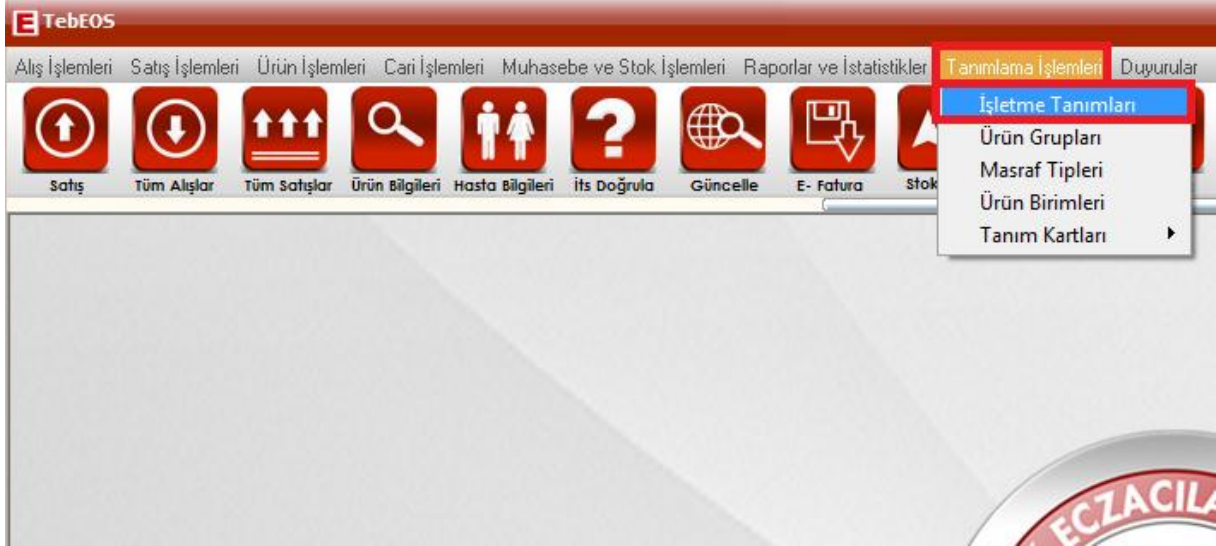 E TebEOS
Alış İşlemleri Satış İşlemleri Ürün İşlemleri Cari İşlemleri Muhasebe ve Stok İşlemleri Raporlar ve İstatistikler Tanımlama İşlemleri Duyurular
İşletme Tanımları
Ürün Grupları
Masraf Tipleri
Ürün Birimleri
Tanım Kartları
Satış Tüm Alışlar Tüm Satışlar Ürün Bilgileri Hasta Bilgileri İts Doğrula Güncelle E- Fatura Stok